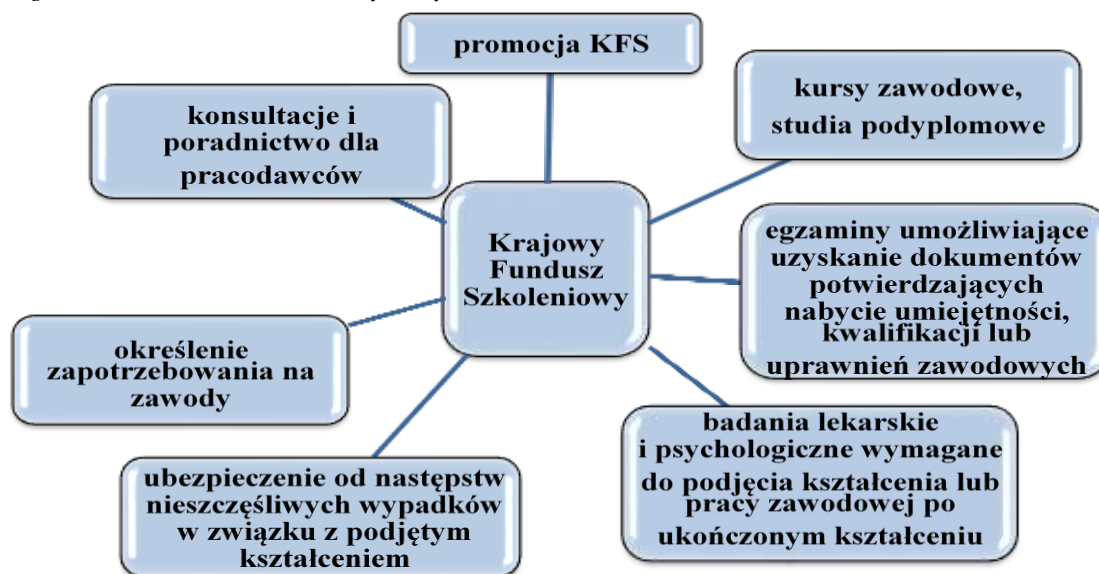 promocja KFS
kursy zawodowe,
studia podyplomowe
konsultacje i
poradnictwo dla
pracodawców
Krajowy
Fundusz
Szkoleniowy
egzaminy umożliwiające
uzyskanie dokumentów
potwierdzających
nabycie umiejętności,
kwalifikacji lub
uprawnień zawodowych
określenie
zapotrzebowania na
zawody
badania lekarskie
i psychologiczne wymagane
do podjęcia kształcenia lub
pracy zawodowej po
ukończonym kształceniu
ubezpieczenie od następstw
nieszczęśliwych wypadków
w związku z podjętym
kształceniem